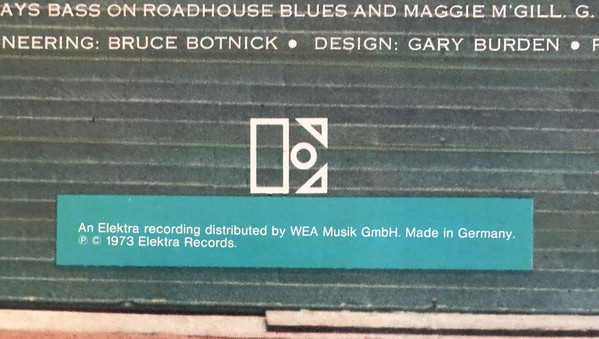 AYS BASS ON ROADHOUSE BLUES AND MAGGIE M'GILL. G.
NEERING: BRUCE BOTNICK ● DESIGN: GARY BURDEN ●
An Elektra recording distributed by WEA Musik GmbH. Made in Germany.
℗ © 1973 Elektra Records.